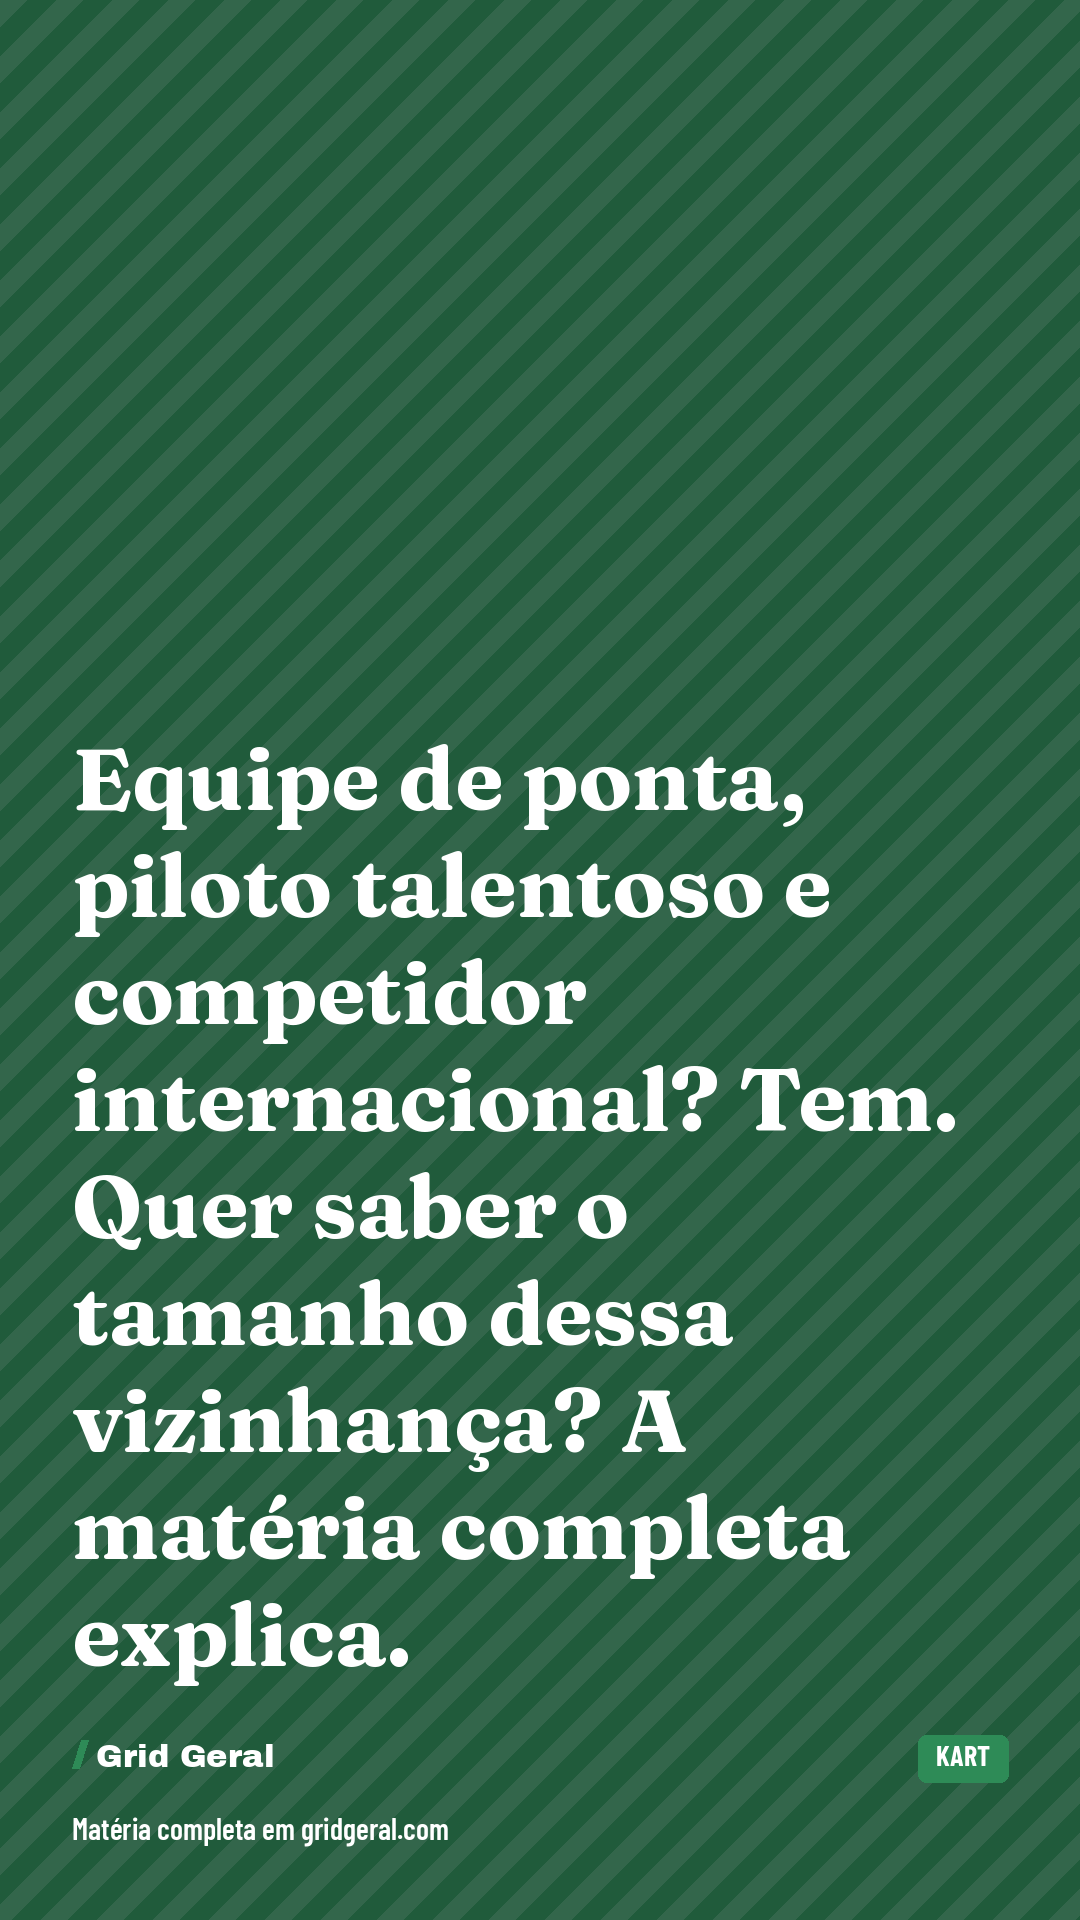 Equipe de ponta,
piloto talentoso e
competidor
internacional? Tem.
Quer saber o
tamanho dessa
vizinhança? A
matéria completa
explica.
/ Grid Geral
KART
Matéria completa em gridgeral.com